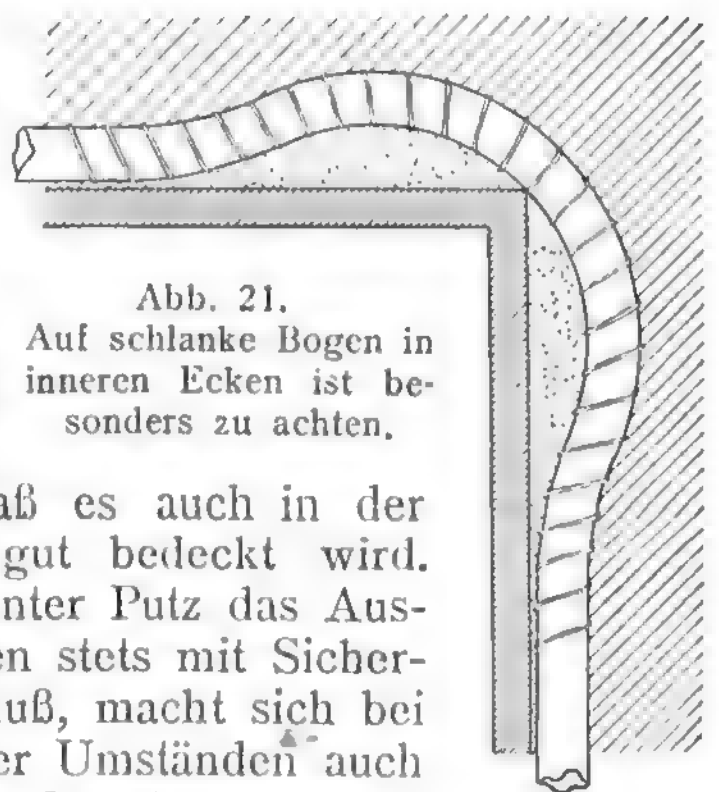 Abb. 21.
Auf schlanke Bogen in
inneren Ecken ist be-
sonders zu achten.
aß es auch in der
gut bedeckt wird.
nter Putz das Aus-
en stets mit Sicher-
uß, macht sich bei
er Umständen auch